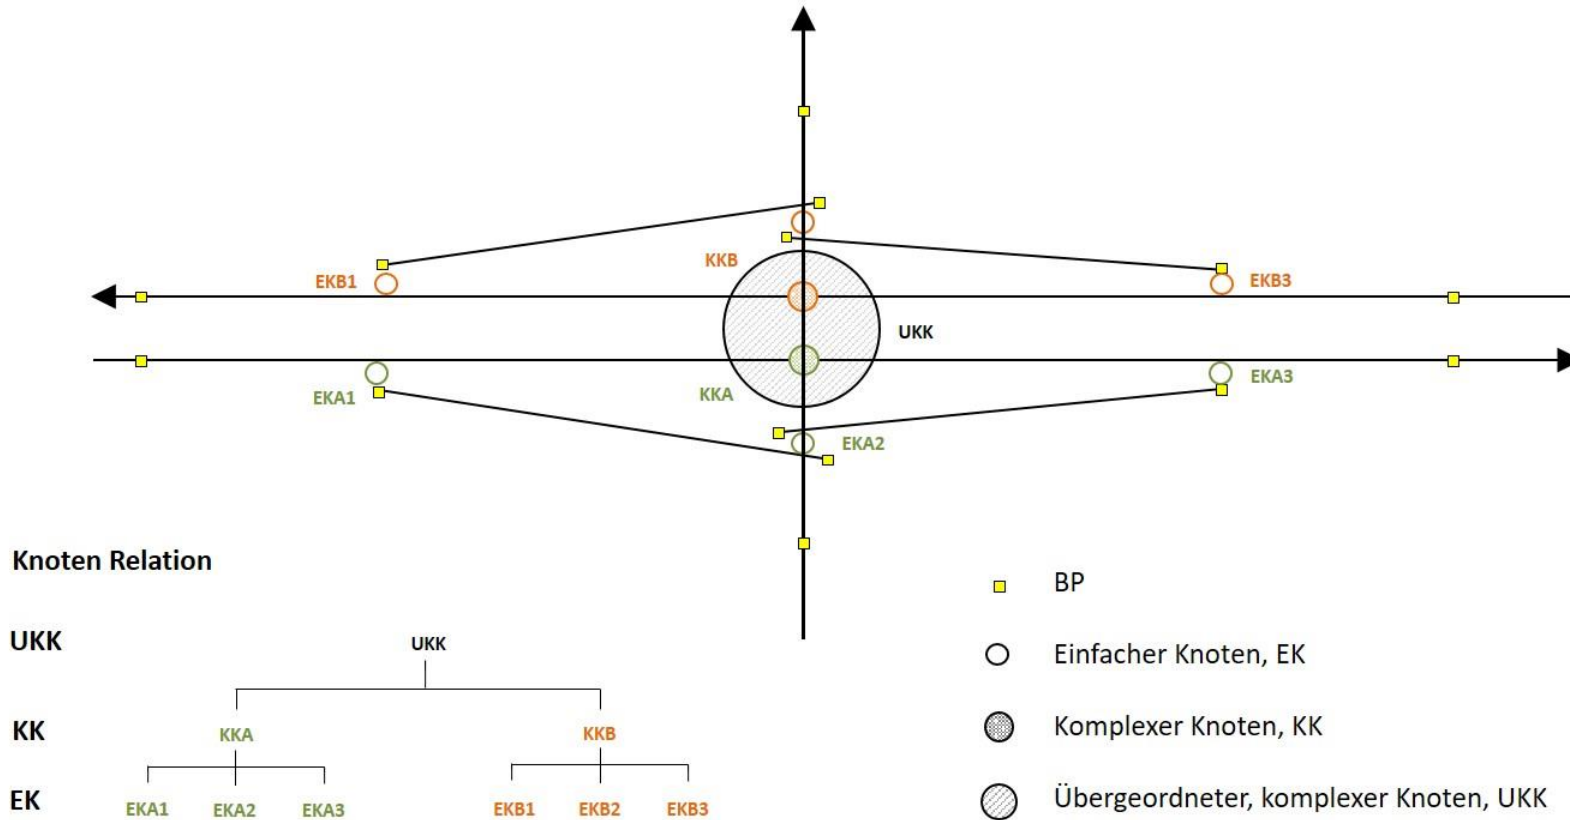 KKB
EKB1
EKB3
UKK
EKA1
KKA
EKA3
EKA2
Knoten Relation
BP
UKK UKK
Einfacher Knoten, EK
KK KKA KKB
Komplexer Knoten, KK
EK EKA1 EKA2 EKA3 EKB1 EKB2 EKB3
Übergeordneter, komplexer Knoten, UKK